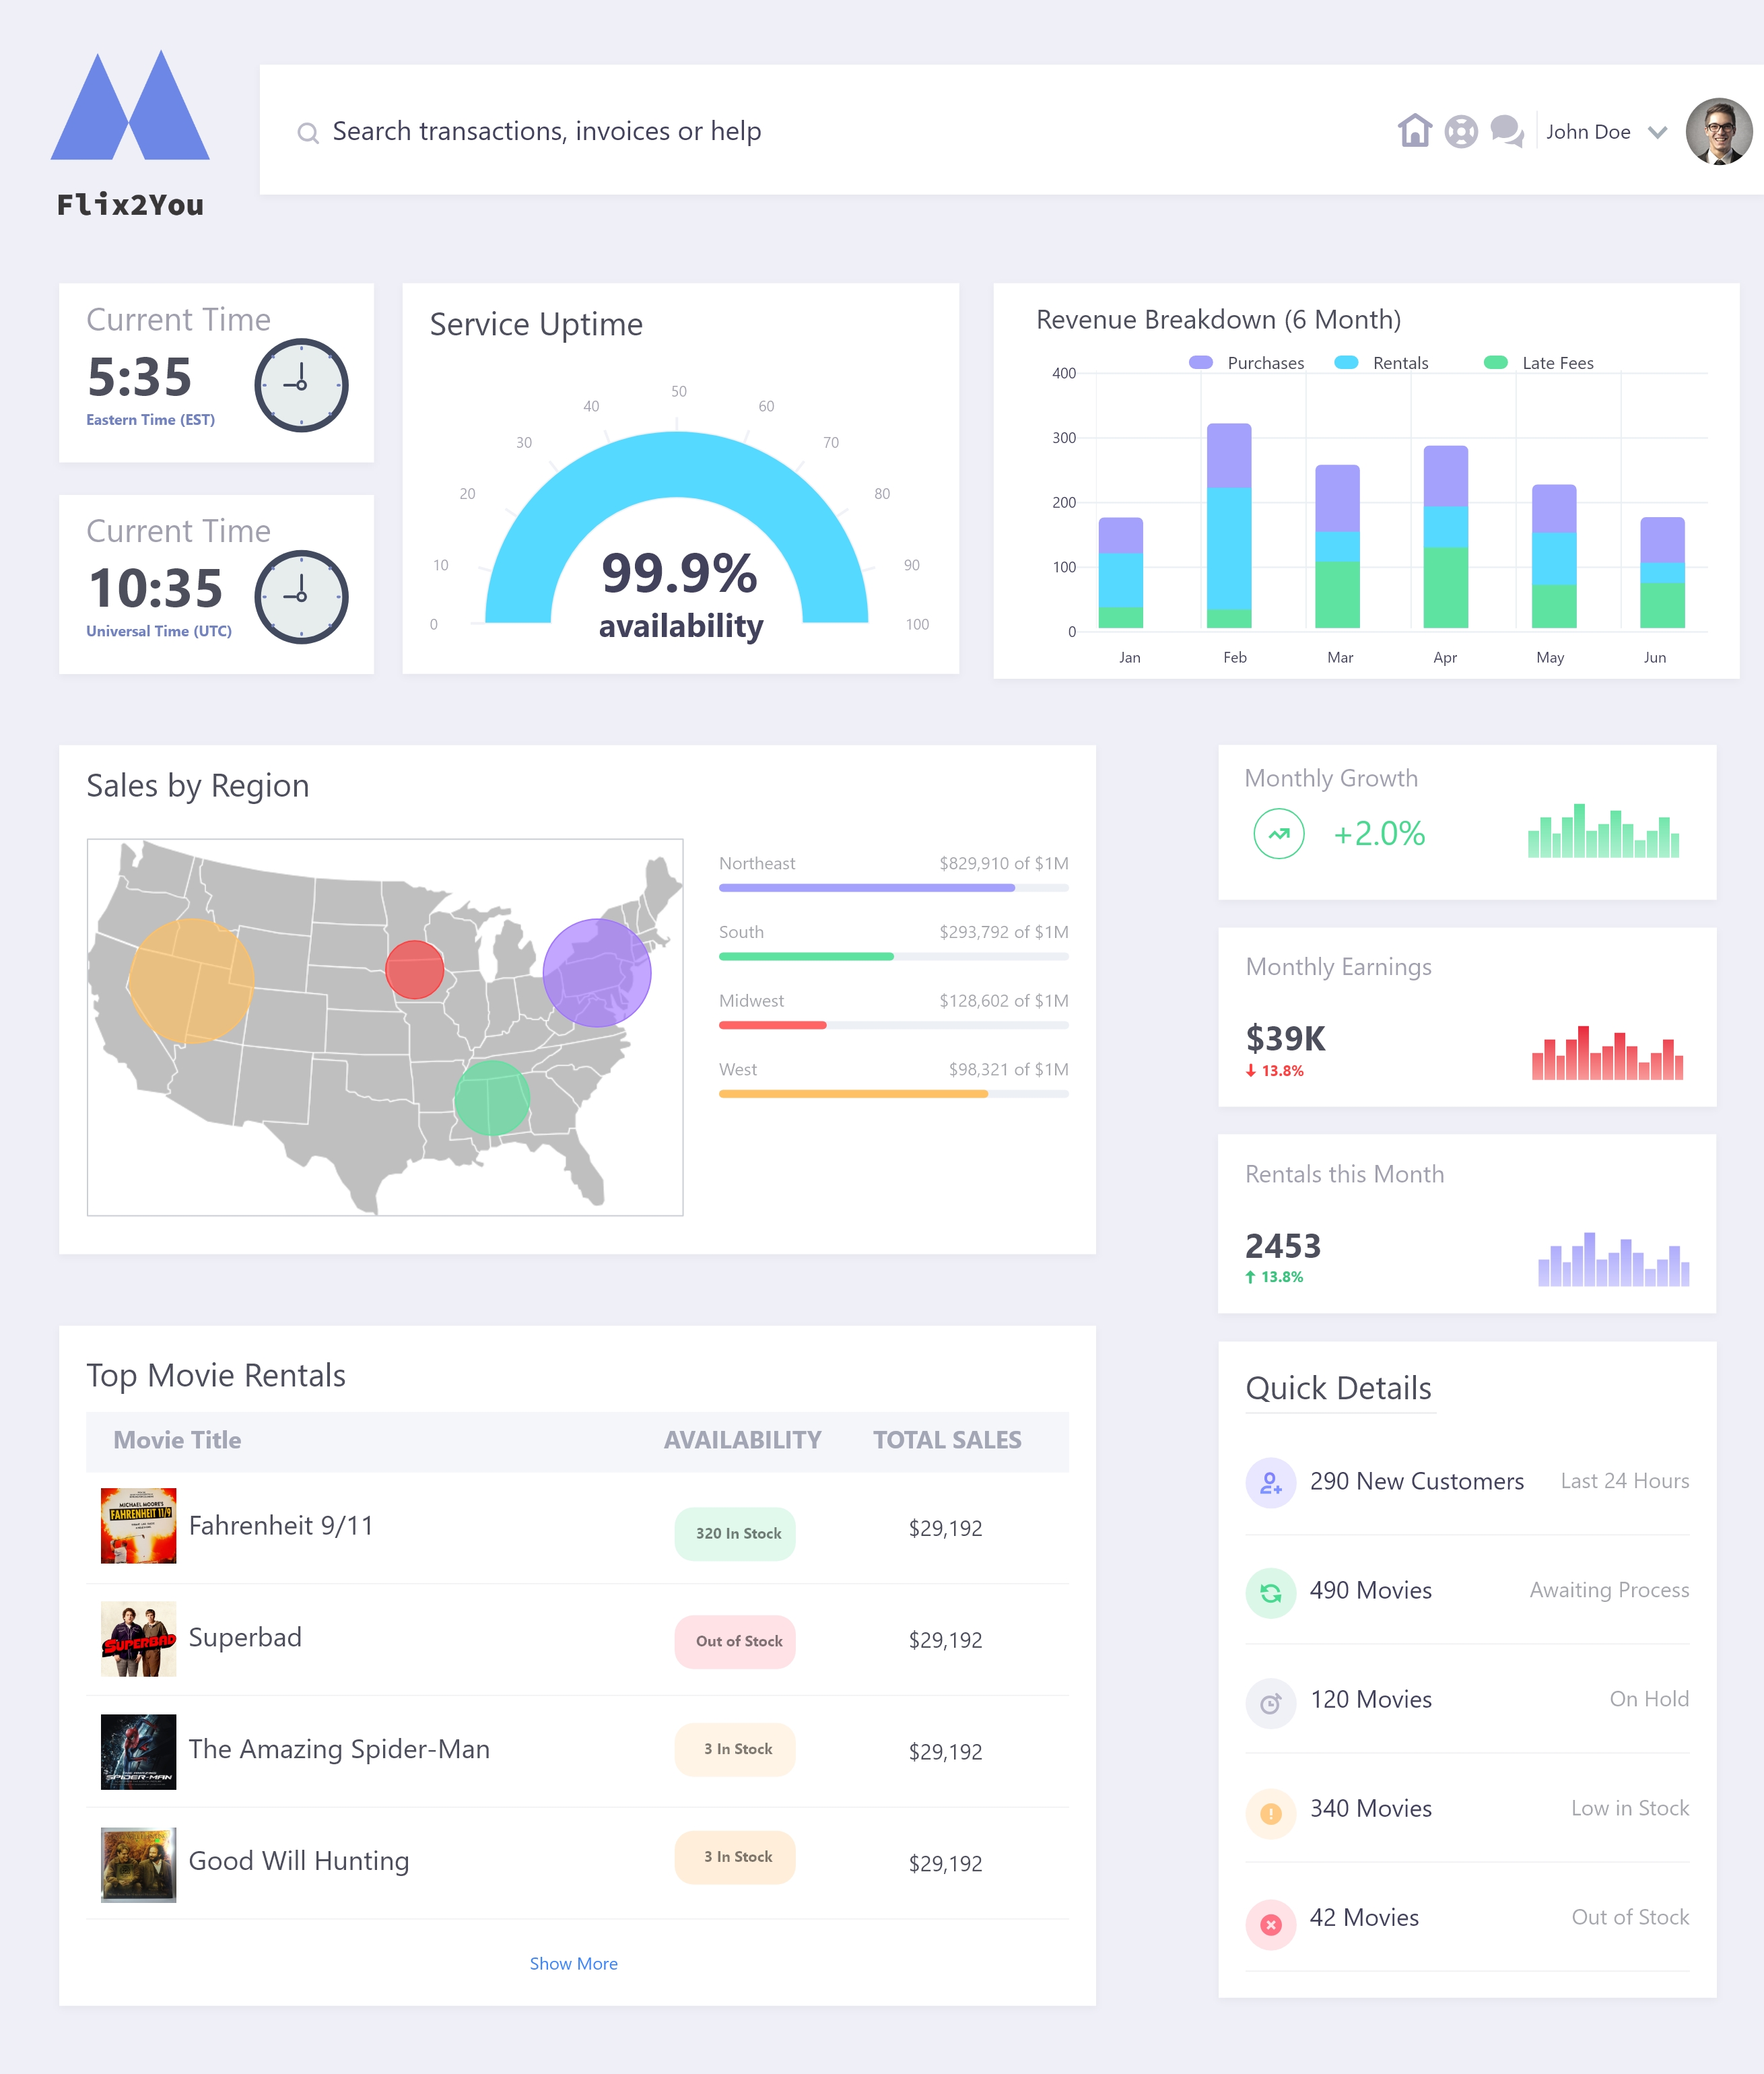 Flix2You
Search transactions, invoices or help
John Doe
Current Time
5:35
Eastern Time (EST)
Current Time
10:35
Universal Time (UTC)
Service Uptime
0
10
20
30
40
50
60
70
80
90
100
99.9%
availability
Revenue Breakdown (6 Month)
Purchases Rentals Late Fees
400
300
200
100
0
Jan Feb Mar Apr May Jun
Sales by Region
Northeast $829,910 of $1M
South $293,792 of $1M
Midwest $128,602 of $1M
West $98,321 of $1M
Monthly Growth
+2.0%
Monthly Earnings
$39K
13.8%
Rentals this Month
2453
13.8%
Top Movie Rentals
Movie Title AVAILABILITY TOTAL SALES
MICHAEL MOORE'S
FAHRENHEIT 11/9
Fahrenheit 9/11 320 In Stock $29,192
SUPERBAD
Superbad Out of Stock $29,192
SPIDER-MAN
The Amazing Spider-Man 3 In Stock $29,192
Good Will Hunting 3 In Stock $29,192
Show More
Quick Details
290 New Customers Last 24 Hours
490 Movies Awaiting Process
120 Movies On Hold
340 Movies Low in Stock
42 Movies Out of Stock